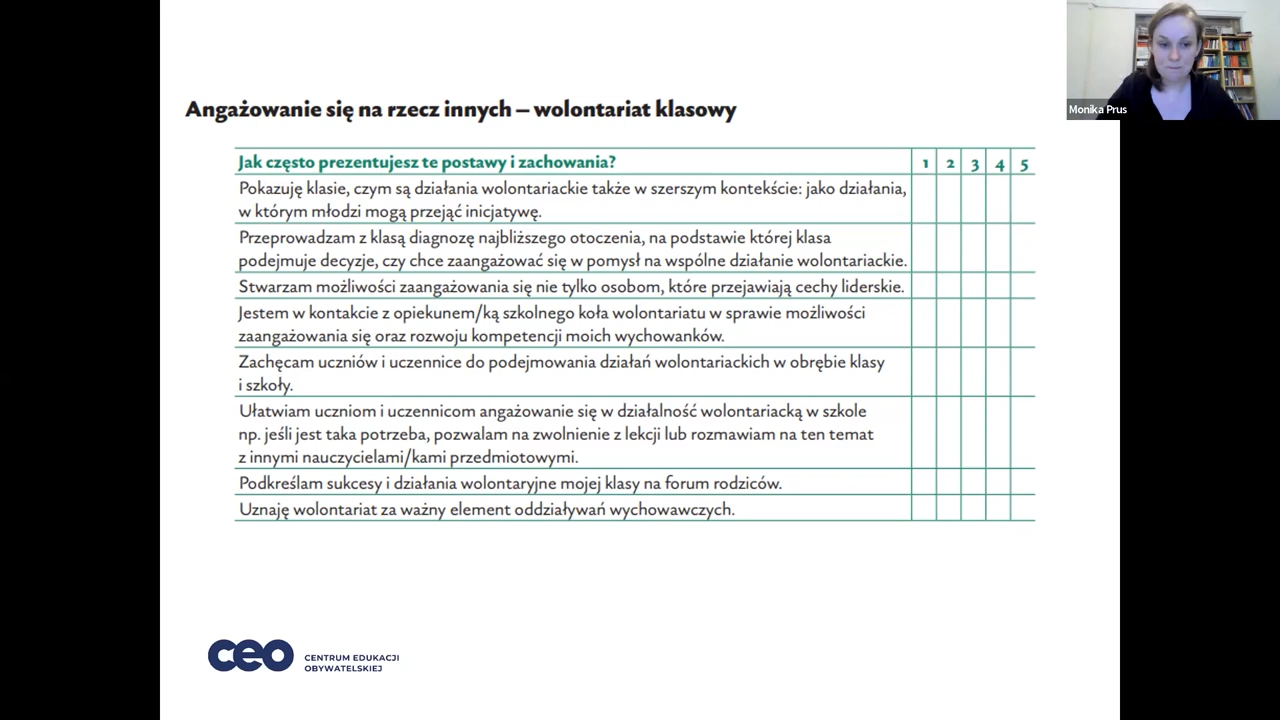 Angażowanie się na rzecz innych – wolontariat klasowy
Monika Prus
Jak często prezentujesz te postawy i zachowania? 1 2 3 4 5
Pokazuję klasie, czym są działania wolontariackie także w szerszym kontekście: jako działania,
w którym młodzi mogą przejąć inicjatywę.
Przeprowadzam z klasą diagnozę najbliższego otoczenia, na podstawie której klasa
podejmuje decyzje, czy chce zaangażować się w pomysł na wspólne działanie wolontariackie.
Stwarzam możliwości zaangażowania się nie tylko osobom, które przejawiają cechy liderskie.
Jestem w kontakcie z opiekunem/ką szkolnego koła wolontariatu w sprawie możliwości
zaangażowania się oraz rozwoju kompetencji moich wychowanków.
Zachęcam uczniów i uczennice do podejmowania działań wolontariackich w obrębie klasy
i szkoły.
Ułatwiam uczniom i uczennicom angażowanie się w działalność wolontariacką w szkole
np. jeśli jest taka potrzeba, pozwalam na zwolnienie z lekcji lub rozmawiam na ten temat
z innymi nauczycielami/kami przedmiotowymi.
Podkreślam sukcesy i działania wolontaryjne mojej klasy na forum rodziców.
Uznaję wolontariat za ważny element oddziaływań wychowawczych.
ceo CENTRUM EDUKACJI
OBYWATELSKIEJ